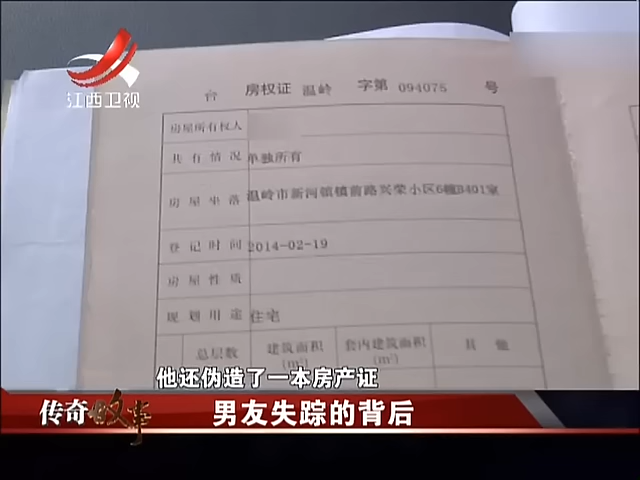 江西卫视
台 房权证 温岭 字第 094075 号
房屋所有权人
共有情况 单独所有
房屋坐落 温岭市新河镇镇前路兴荣小区6幢B401室
登记时间 2014-02-19
房屋性质
规划用途 住宅
总层数 建筑面积 套内建筑面积 其他
(m²) (m²)
他还伪造了一本房产证
传奇故事 男友失踪的背后